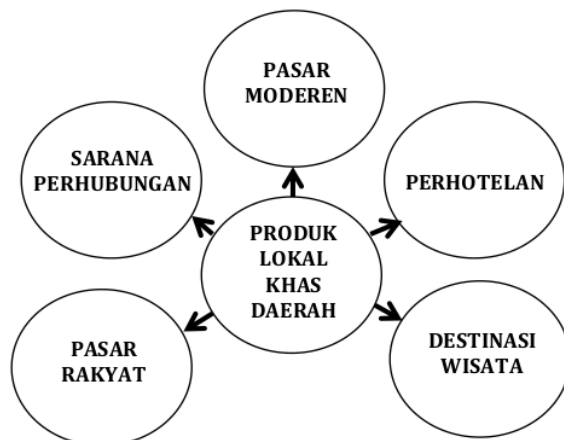 PASAR
MODEREN
SARANA
PERHUBUNGAN
PERHOTELAN
PRODUK
LOKAL
KHAS
DAERAH
PASAR
RAKYAT
DESTINASI
WISATA